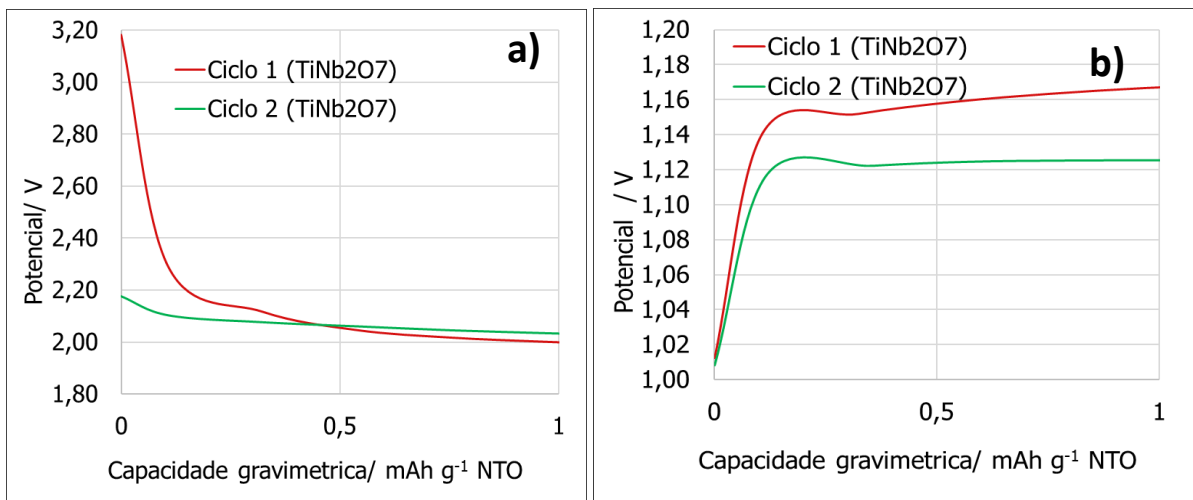 a)
Ciclo 1 (TiNb2O7)
Ciclo 2 (TiNb2O7)
Potencial/ V
3,20
3,00
2,80
2,60
2,40
2,20
2,00
1,80
0
0,5
1
Capacidade gravimetrica/ mAh g⁻¹ NTO
b)
Ciclo 1 (TiNb2O7)
Ciclo 2 (TiNb2O7)
Potencial / V
1,20
1,18
1,16
1,14
1,12
1,10
1,08
1,06
1,04
1,02
1,00
0
0,5
1
Capacidade gravimetrica/ mAh g⁻¹ NTO